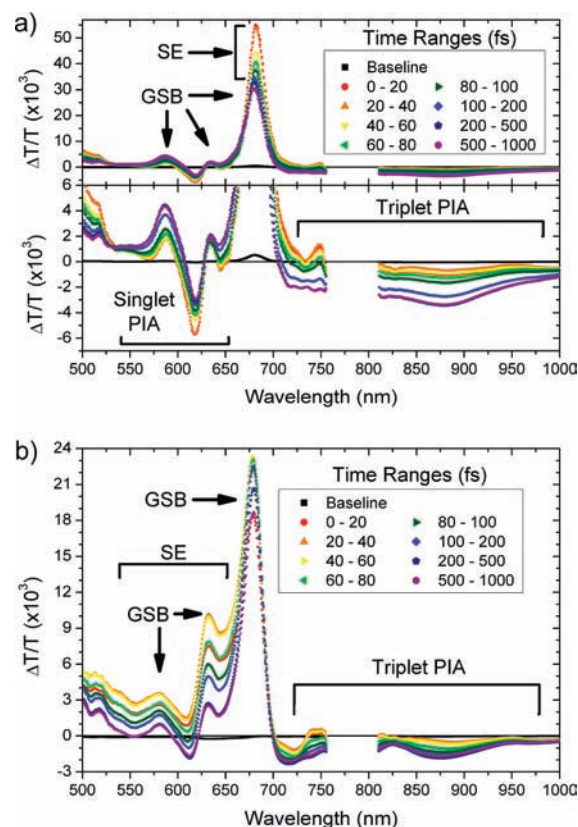 a)
ΔT/T (x10³)
50
40
30
20
10
0
SE
GSB
Time Ranges (fs)
Baseline
0 - 20
20 - 40
40 - 60
60 - 80
80 - 100
100 - 200
200 - 500
500 - 1000
ΔT/T (x10³)
6
4
2
0
-2
-4
-6
Triplet PIA
Singlet
PIA
500 550 600 650 700 750 800 850 900 950 1000
Wavelength (nm)
b)
ΔT/T (x10³)
24
21
18
15
12
9
6
3
0
-3
GSB
SE
GSB
Time Ranges (fs)
Baseline
0 - 20
20 - 40
40 - 60
60 - 80
80 - 100
100 - 200
200 - 500
500 - 1000
Triplet PIA
500 550 600 650 700 750 800 850 900 950 1000
Wavelength (nm)